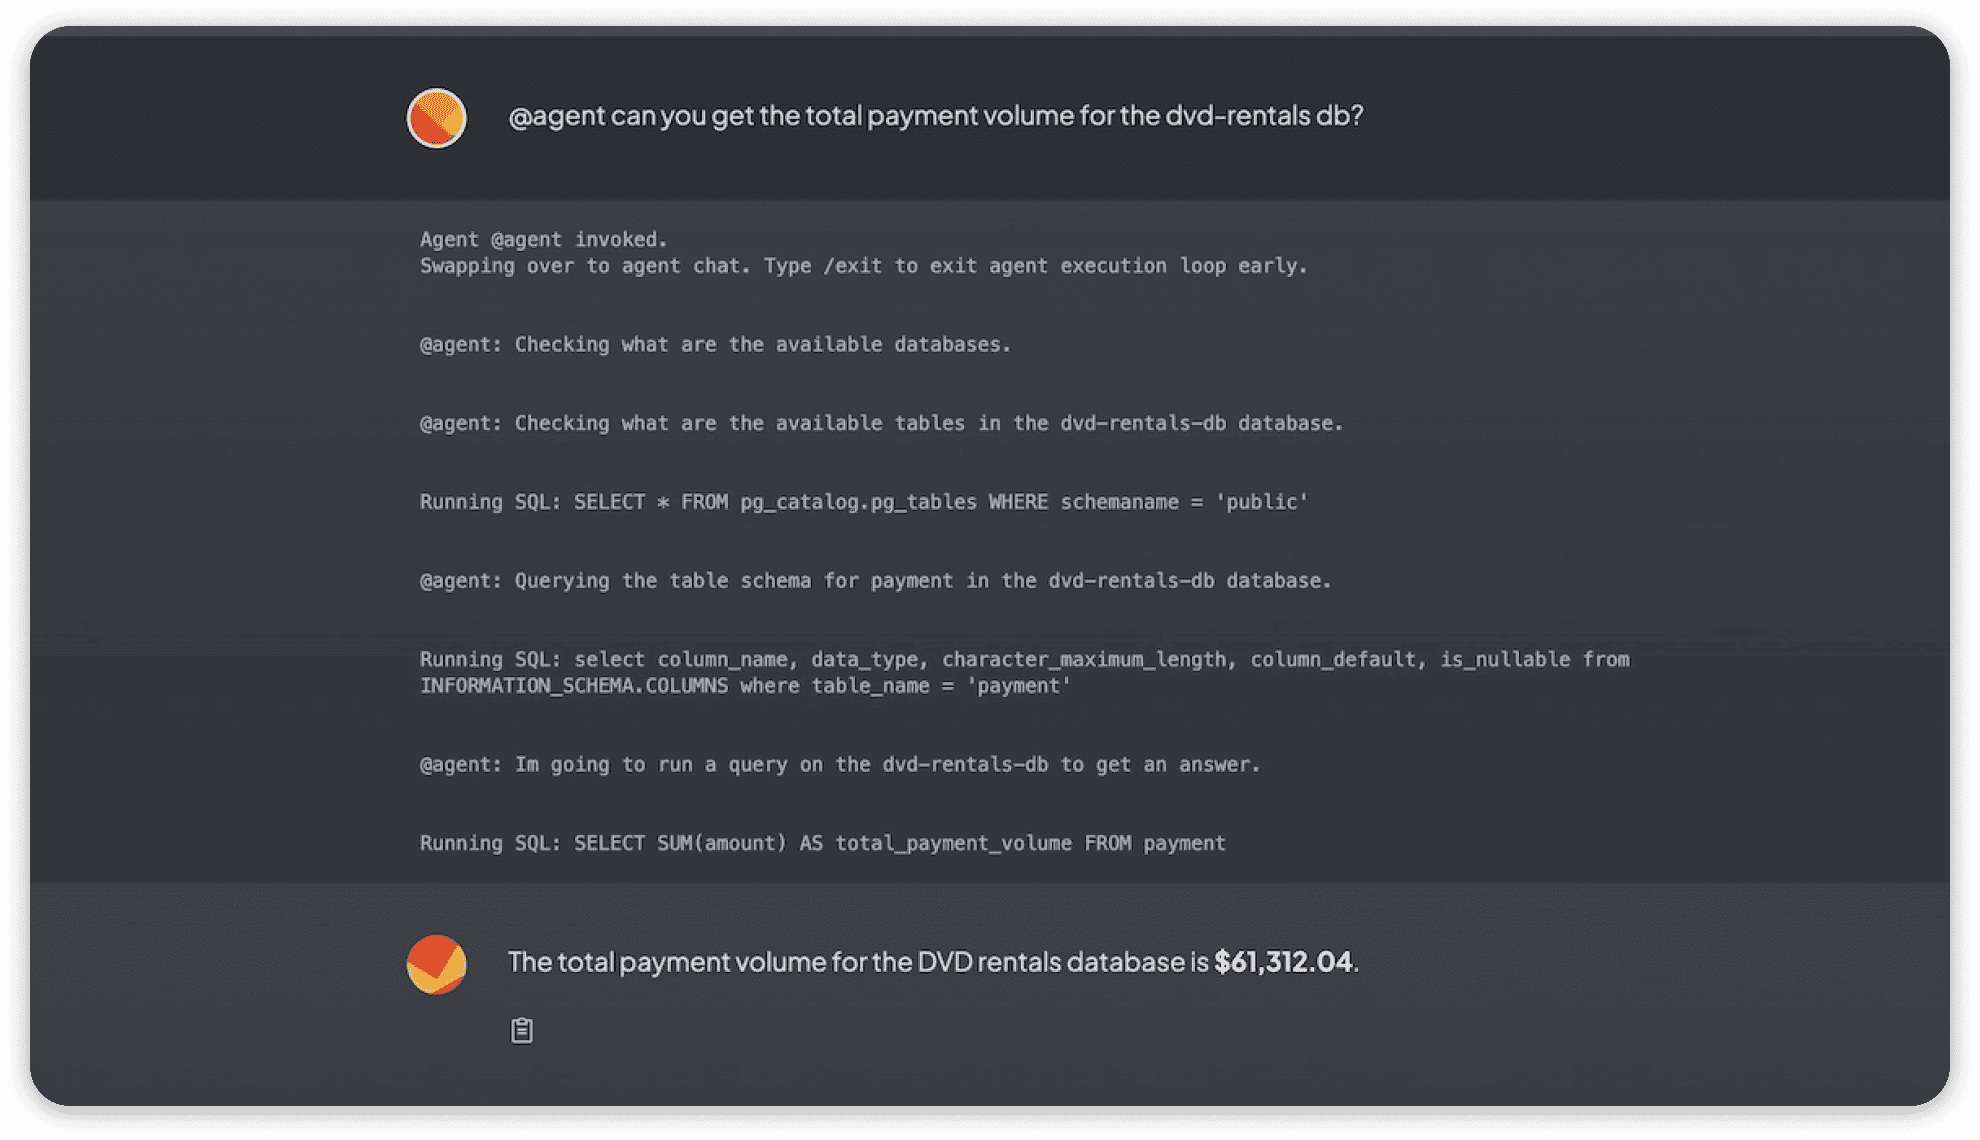 @agent can you get the total payment volume for the dvd-rentals db?
Agent @agent invoked.
Swapping over to agent chat. Type /exit to exit agent execution loop early.
@agent: Checking what are the available databases.
@agent: Checking what are the available tables in the dvd-rentals-db database.
Running SQL: SELECT * FROM pg_catalog.pg_tables WHERE schemaname = 'public'
@agent: Querying the table schema for payment in the dvd-rentals-db database.
Running SQL: select column_name, data_type, character_maximum_length, column_default, is_nullable from
INFORMATION_SCHEMA.COLUMNS where table_name = 'payment'
@agent: Im going to run a query on the dvd-rentals-db to get an answer.
Running SQL: SELECT SUM(amount) AS total_payment_volume FROM payment
The total payment volume for the DVD rentals database is $61,312.04.